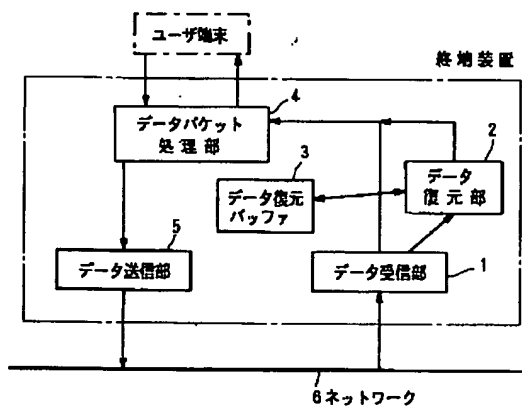 ユーザ端末
終端装置
4
データパケット
処理部
2
データ
復元部
3
データ復元
バッファ
5
データ送信部
データ受信部
1
6ネットワーク